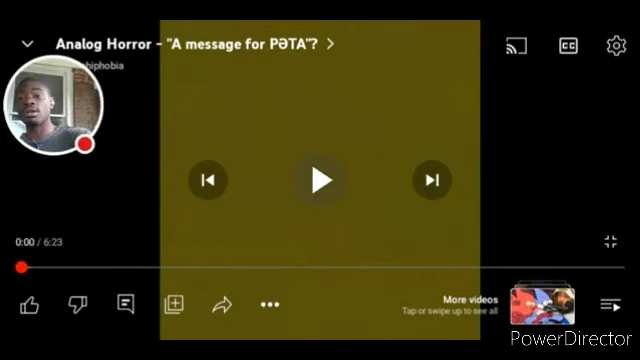 Analog Horror - "A message for PƏTA"?
CC
0:00 / 6:23
More videos
Tap or swipe up to see all
PowerDirector